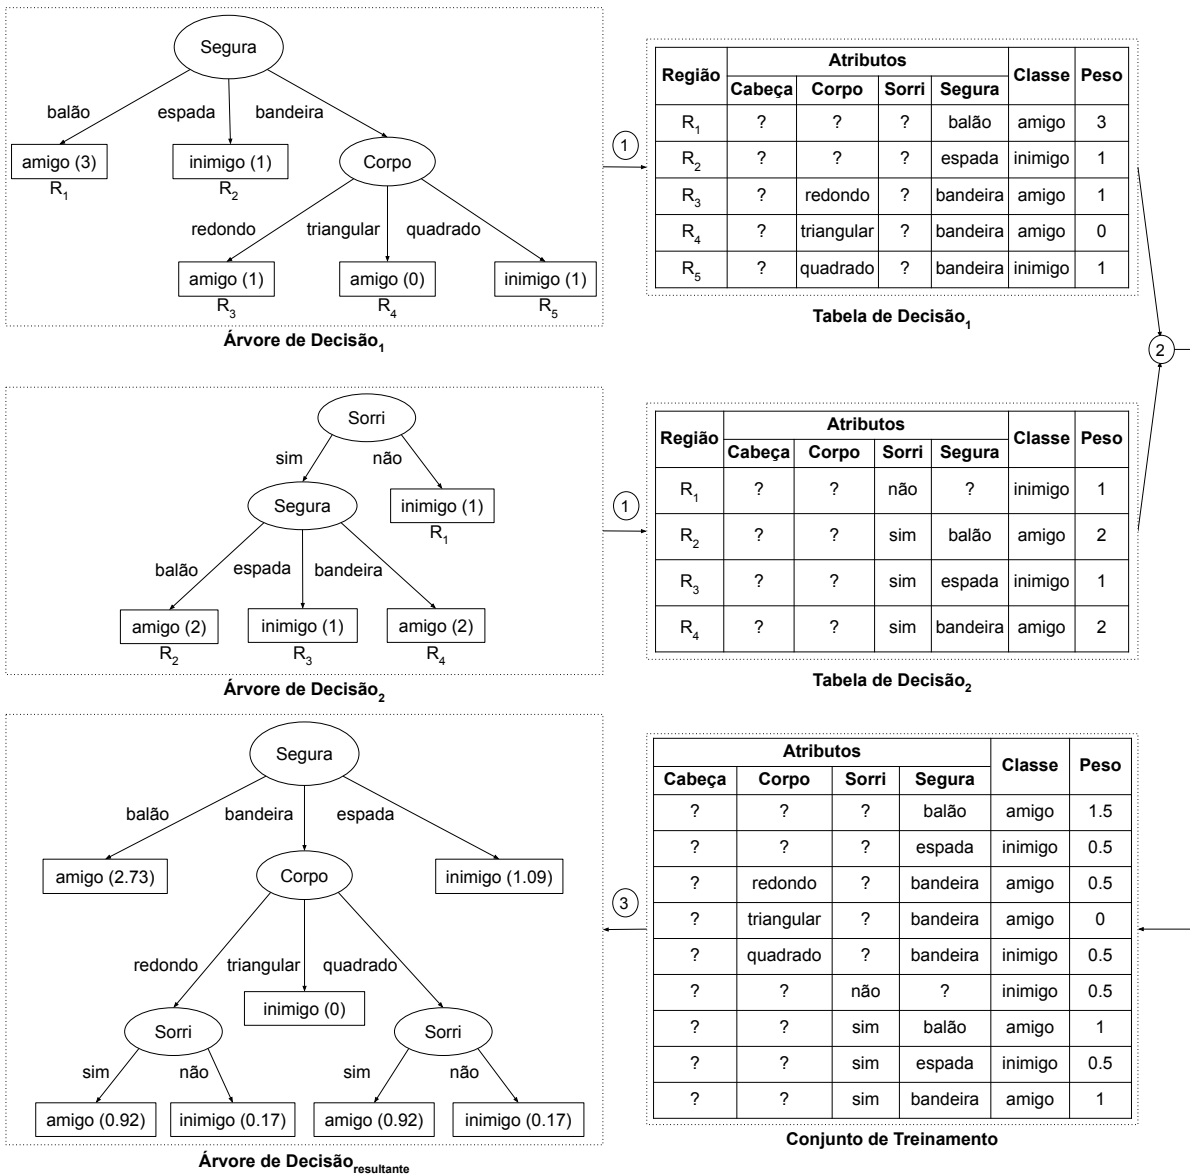 Segura
balão espada bandeira
amigo (3) inimigo (1) Corpo
R1 R2
redondo triangular quadrado
amigo (1) amigo (0) inimigo (1)
R3 R4 R5
Árvore de Decisão1
1
Região Atributos Classe Peso
Cabeça Corpo Sorri Segura
R1 ? ? ? balão amigo 3
R2 ? ? ? espada inimigo 1
R3 ? redondo ? bandeira amigo 1
R4 ? triangular ? bandeira amigo 0
R5 ? quadrado ? bandeira inimigo 1
Tabela de Decisão1
2
Sorri
sim não
Segura inimigo (1)
R1
balão espada bandeira
amigo (2) inimigo (1) amigo (2)
R2 R3 R4
Árvore de Decisão2
1
Região Atributos Classe Peso
Cabeça Corpo Sorri Segura
R1 ? ? não ? inimigo 1
R2 ? ? sim balão amigo 2
R3 ? ? sim espada inimigo 1
R4 ? ? sim bandeira amigo 2
Tabela de Decisão2
Segura
balão bandeira espada
amigo (2.73) Corpo inimigo (1.09)
redondo triangular quadrado
inimigo (0)
Sorri Sorri
sim não sim não
amigo (0.92) inimigo (0.17) amigo (0.92) inimigo (0.17)
Árvore de Decisãoresultante
3
Atributos Classe Peso
Cabeça Corpo Sorri Segura
? ? ? balão amigo 1.5
? ? ? espada inimigo 0.5
? redondo ? bandeira amigo 0.5
? triangular ? bandeira amigo 0
? quadrado ? bandeira inimigo 0.5
? ? não ? inimigo 0.5
? ? sim balão amigo 1
? ? sim espada inimigo 0.5
? ? sim bandeira amigo 1
Conjunto de Treinamento